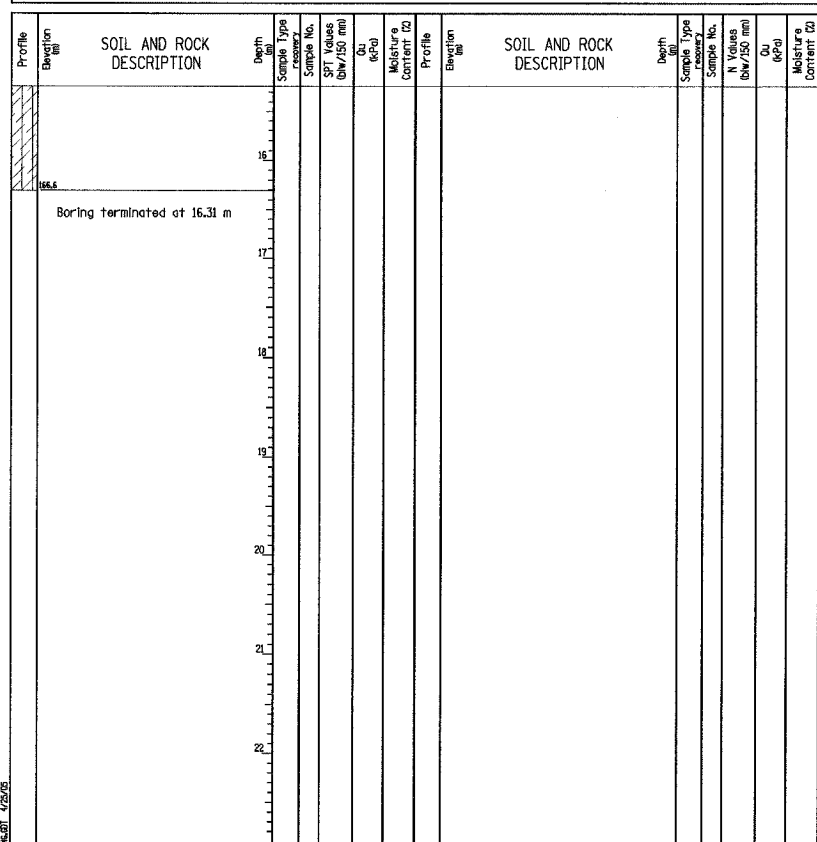 Profile
Elevation (m)
SOIL AND ROCK
DESCRIPTION
Depth (m)
Sample Type
recovery
Sample No.
SPT Values
(blw/150 mm)
Qu
(kPa)
Moisture
Content (%)
Profile
Elevation (m)
SOIL AND ROCK
DESCRIPTION
Depth (m)
Sample Type
recovery
Sample No.
N Values
(blw/150 mm)
Qu
(kPa)
Moisture
Content (%)
16
166.6
Boring terminated at 16.31 m
17
18
19
20
21
22
4/25/05